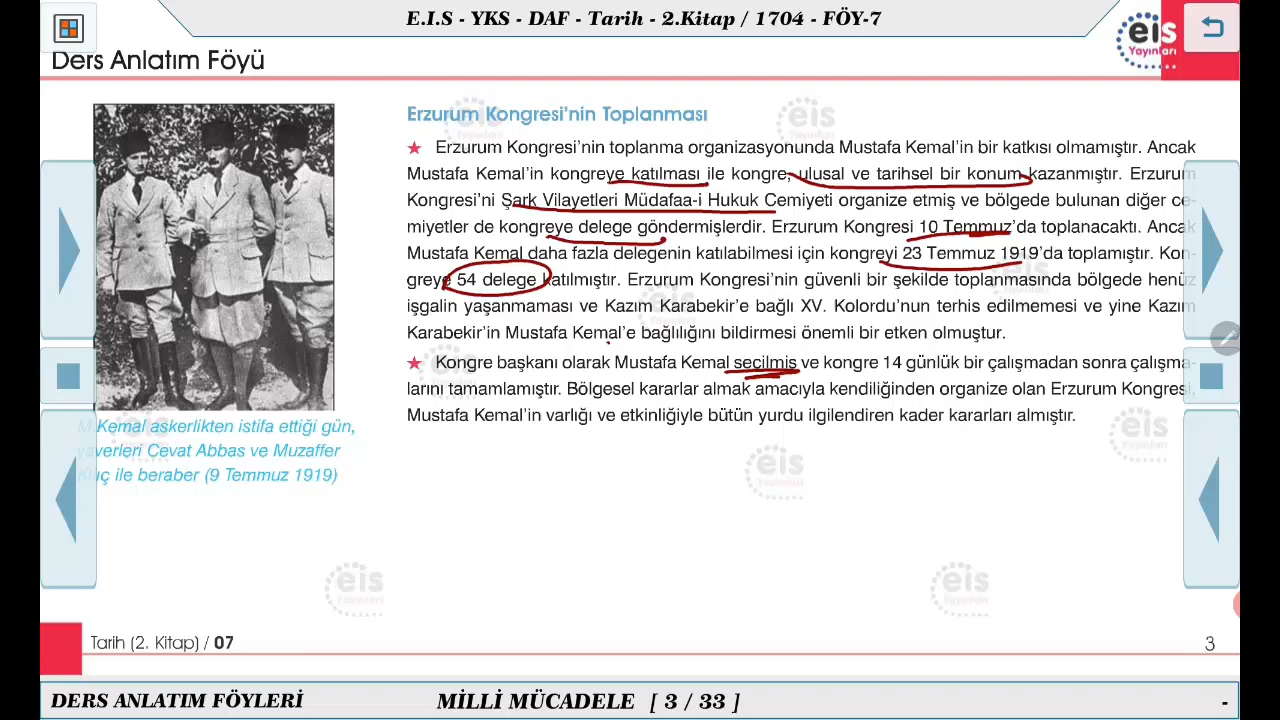 E.I.S - YKS - DAF - Tarih - 2.Kitap / 1704 - FÖY-7
eis
Yayınları
Ders Anlatım Föyü
Erzurum Kongresi'nin Toplanması
★ Erzurum Kongresi'nin toplanma organizasyonunda Mustafa Kemal'in bir katkısı olmamıştır. Ancak
Mustafa Kemal'in kongreye katılması ile kongre, ulusal ve tarihsel bir konum kazanmıştır. Erzurum
Kongresi'ni Şark Vilayetleri Müdafaa-i Hukuk Cemiyeti organize etmiş ve bölgede bulunan diğer ce-
miyetler de kongreye delege göndermişlerdir. Erzurum Kongresi 10 Temmuz'da toplanacaktı. Ancak
Mustafa Kemal daha fazla delegenin katılabilmesi için kongreyi 23 Temmuz 1919'da toplamıştır. Kon-
greye 54 delege katılmıştır. Erzurum Kongresi'nin güvenli bir şekilde toplanmasında bölgede henüz
işgalin yaşanmaması ve Kazım Karabekir'e bağlı XV. Kolordu'nun terhis edilmemesi ve yine Kazım
Karabekir'in Mustafa Kemal'e bağlılığını bildirmesi önemli bir etken olmuştur.
★ Kongre başkanı olarak Mustafa Kemal seçilmiş ve kongre 14 günlük bir çalışmadan sonra çalışma-
larını tamamlamıştır. Bölgesel kararlar almak amacıyla kendiliğinden organize olan Erzurum Kongresi,
Mustafa Kemal'in varlığı ve etkinliğiyle bütün yurdu ilgilendiren kader kararları almıştır.
M.Kemal askerlikten istifa ettiği gün,
yaverleri Cevat Abbas ve Muzaffer
Kılıç ile beraber (9 Temmuz 1919)
Tarih (2. Kitap) / 07
3
DERS ANLATIM FÖYLERİ
MİLLİ MÜCADELE [ 3 / 33 ]
-